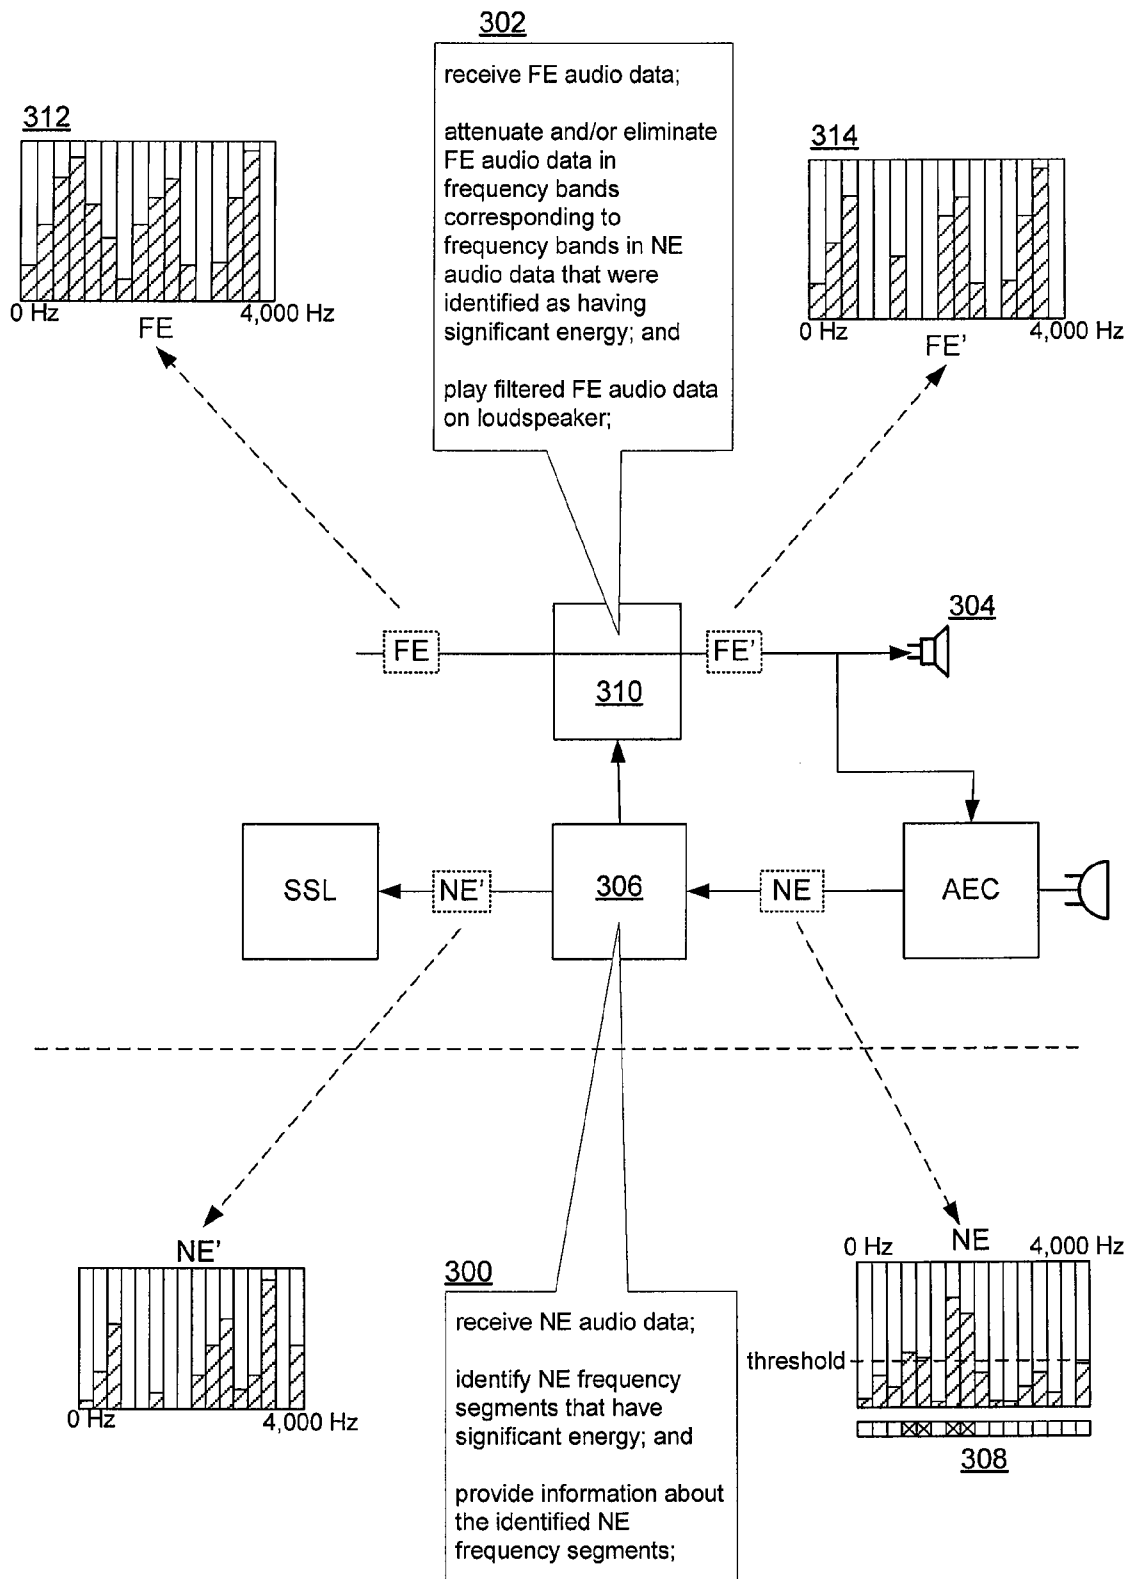 302
receive FE audio data;
attenuate and/or eliminate
FE audio data in
frequency bands
corresponding to
frequency bands in NE
audio data that were
identified as having
significant energy; and
play filtered FE audio data
on loudspeaker;
312
0 Hz
4,000 Hz
FE
314
0 Hz
4,000 Hz
FE'
FE
FE'
304
310
SSL
NE'
306
NE
AEC
NE'
0 Hz
4,000 Hz
300
receive NE audio data;
identify NE frequency
segments that have
significant energy; and
provide information about
the identified NE
frequency segments;
0 Hz
NE
4,000 Hz
threshold
308